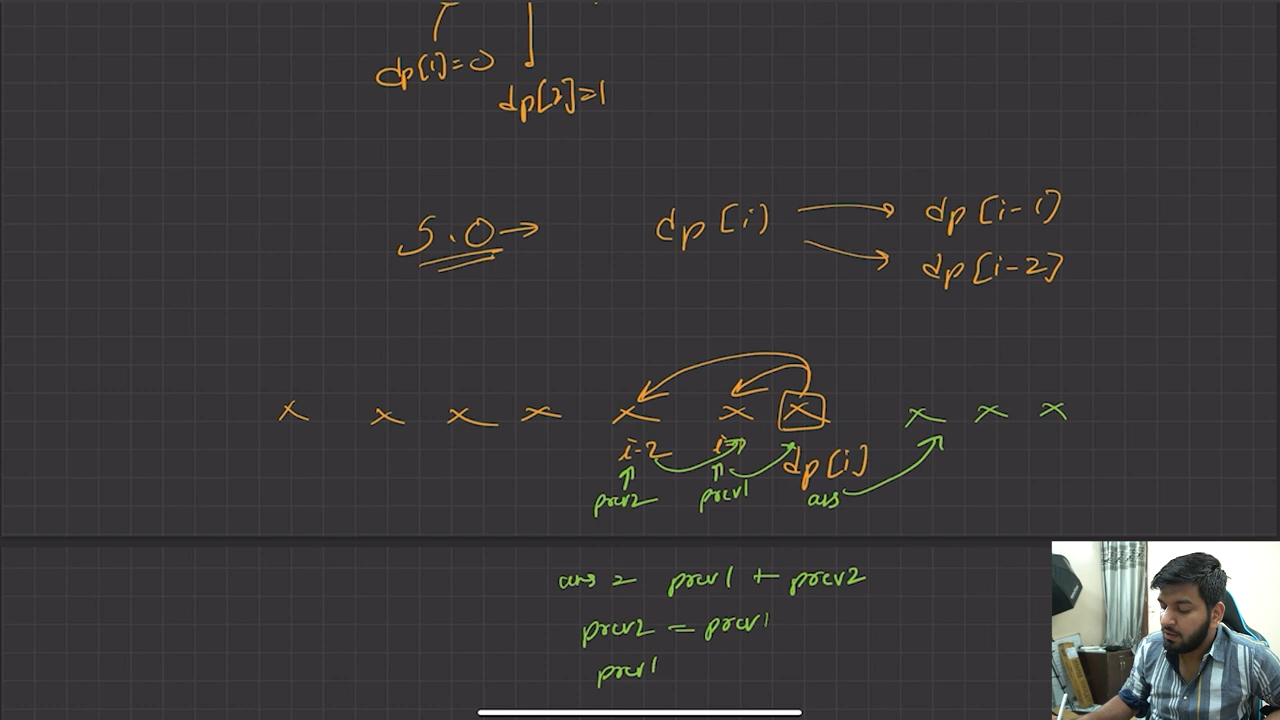 dp[1]=0
dp[2]=1
S.O→ dp[i] → dp[i-1]
→ dp[i-2]
x x x x x x x x x x
i-2 dp[i]
prev2 prev1 ans
ans = prev1 + prev2
prev2 = prev1
prev1